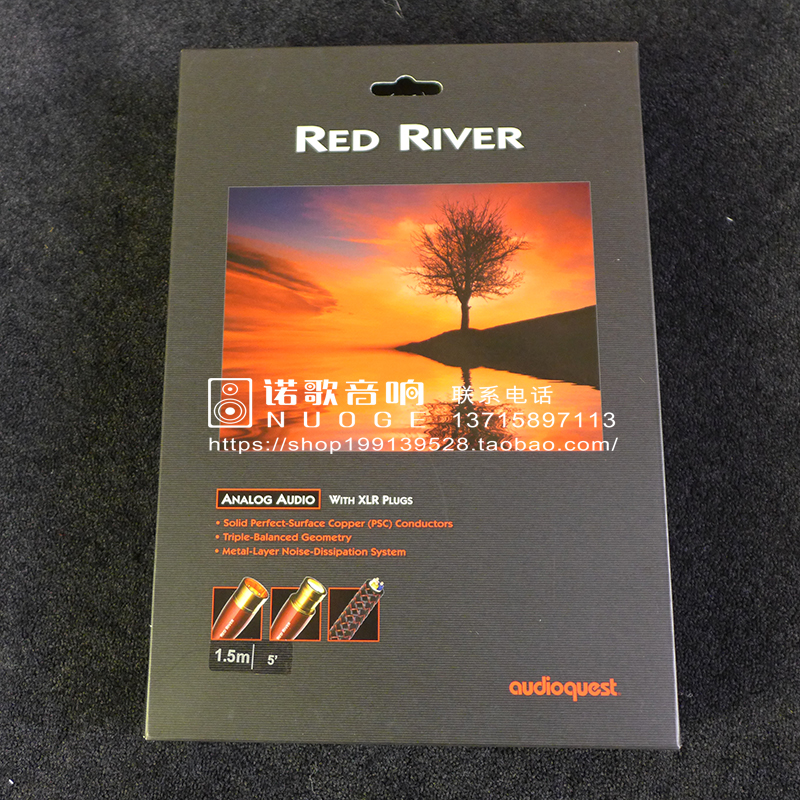 RED RIVER
诺歌音响 联系电话
NUOGE 13715897113
https://shop199139528.taobao.com/
ANALOG AUDIO WITH XLR PLUGS
• Solid Perfect-Surface Copper (PSC) Conductors
• Triple-Balanced Geometry
• Metal-Layer Noise-Dissipation System
1.5m 5'
audioquest